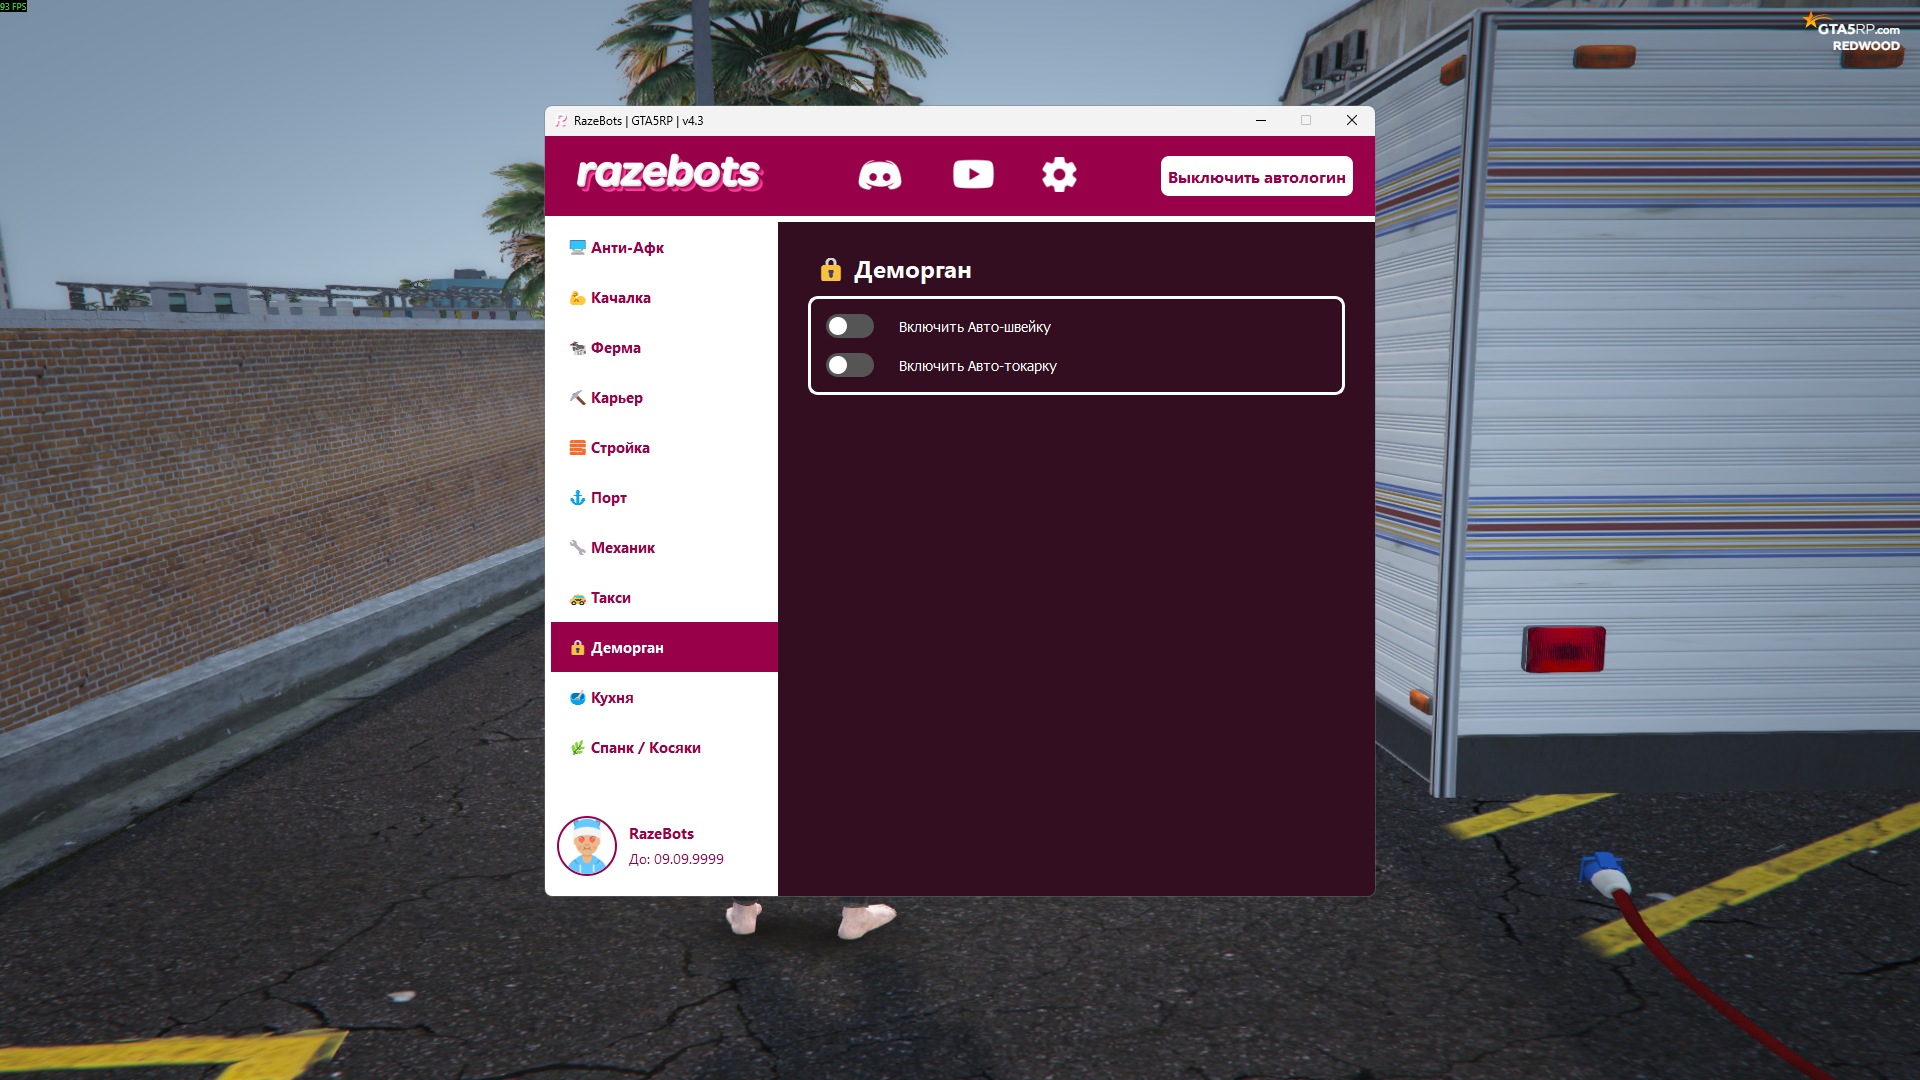 93 FPS
GTA5RP.com
REDWOOD
RazeBots | GTA5RP | v4.3
razebots
Выключить автологин
Анти-Афк
Качалка
Ферма
Карьер
Стройка
Порт
Механик
Такси
Деморган
Кухня
Спанк / Косяки
RazeBots
До: 09.09.9999
Деморган
Включить Авто-швейку
Включить Авто-токарку